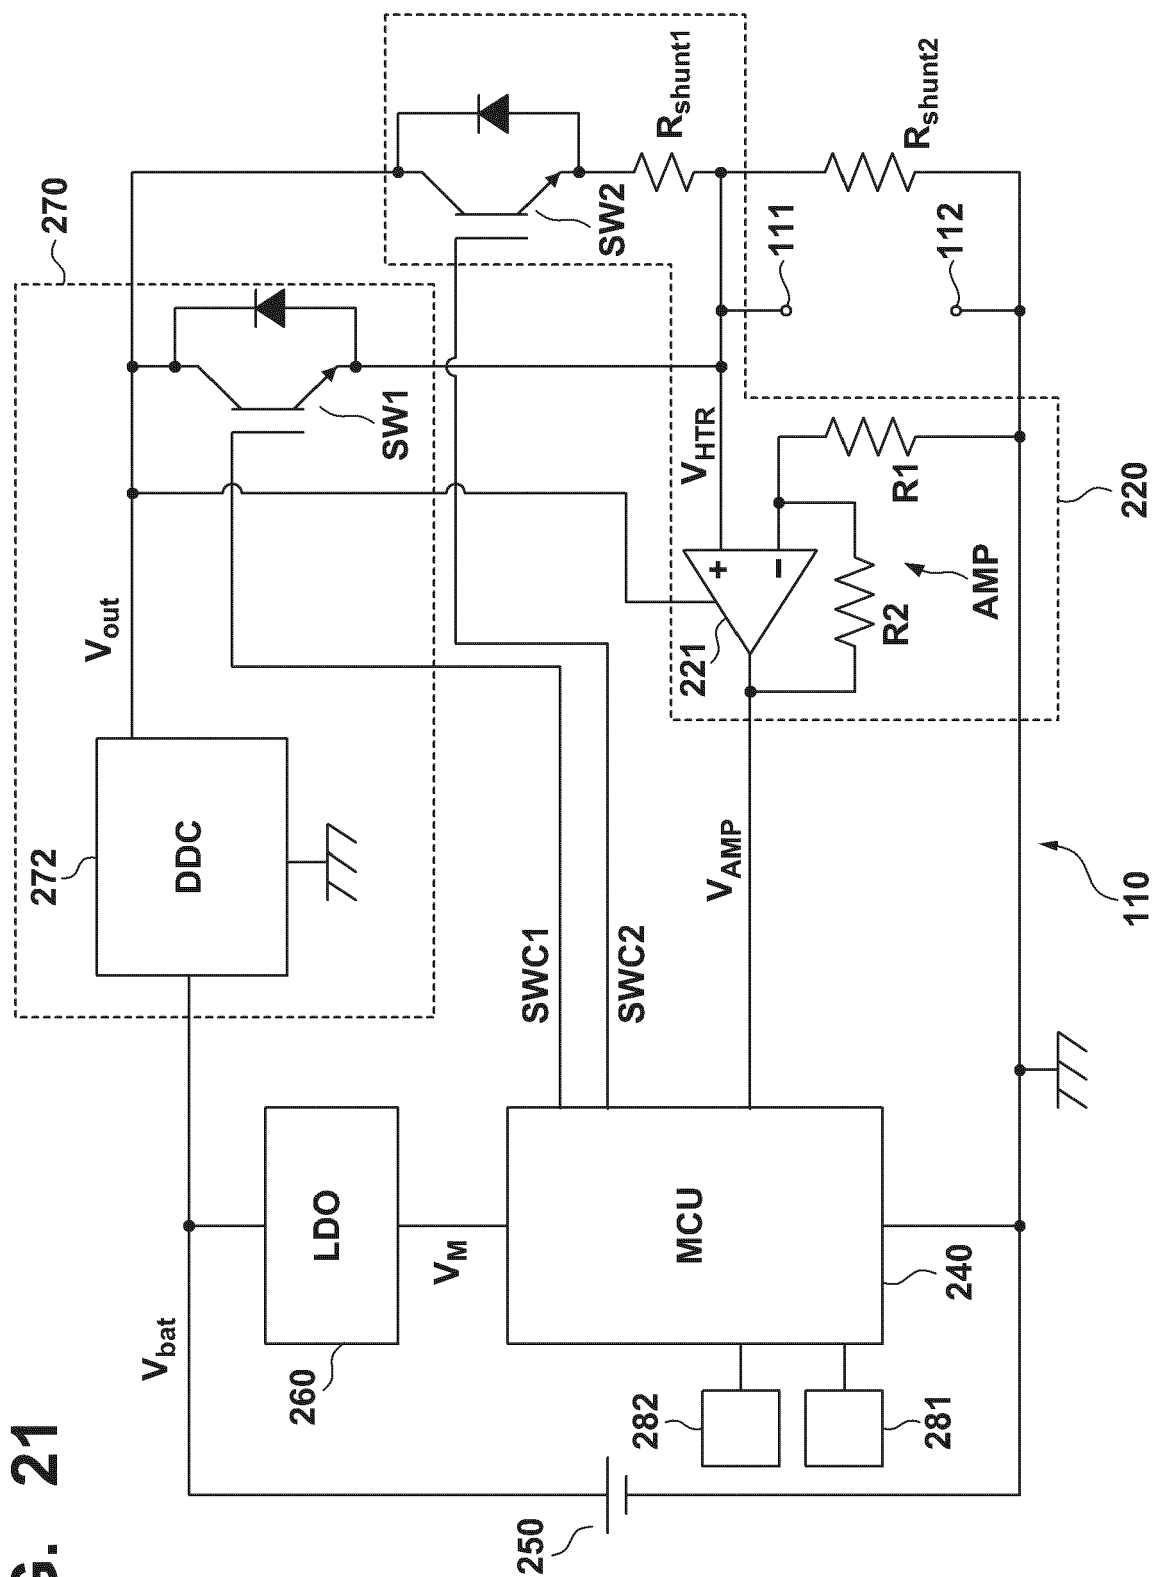 G. 21
270
272
DDC
Vout
SW1
SW2
Rshunt1
Rshunt2
111
112
VHTR
R1
R2
AMP
220
221
VAMP
SWC1
SWC2
110
Vbat
LDO
260
VM
MCU
240
282
281
250
+
−